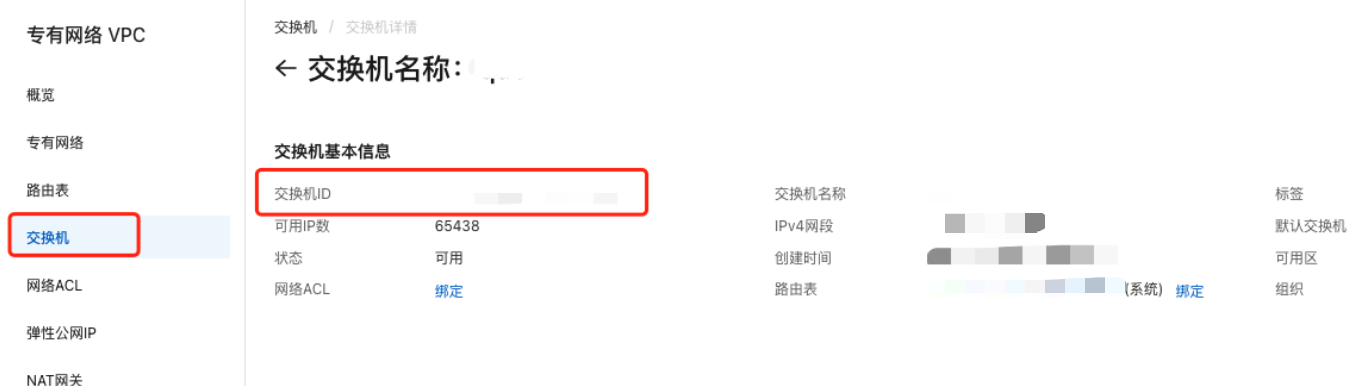 专有网络 VPC
概览
专有网络
路由表
交换机
网络ACL
弹性公网IP
NAT网关
交换机 / 交换机详情
← 交换机名称：
交换机基本信息
交换机ID 交换机名称 标签
可用IP数 65438 IPv4网段 默认交换机
状态 可用 创建时间 可用区
网络ACL 绑定 路由表 (系统) 绑定 组织